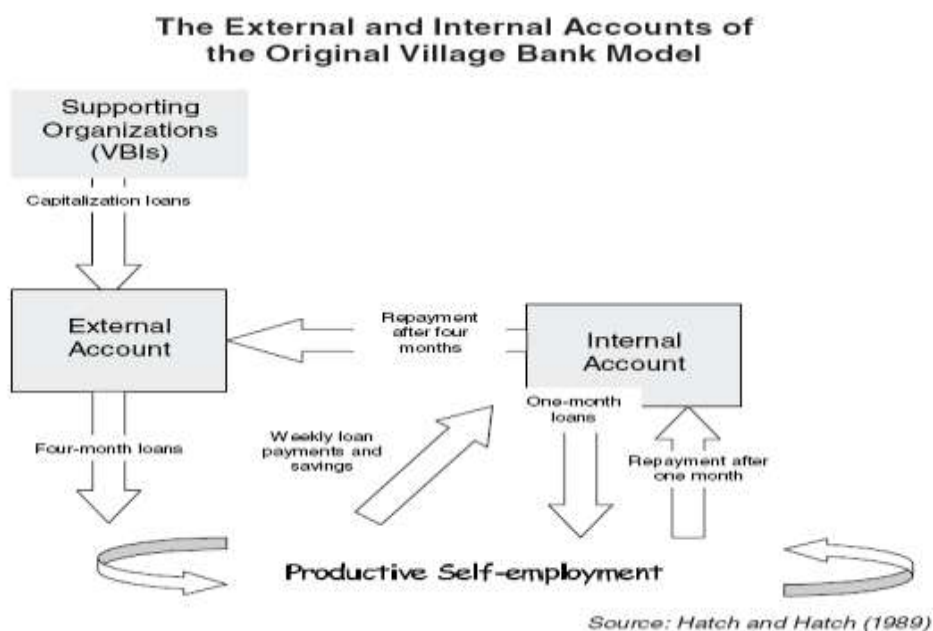 The External and Internal Accounts of
the Original Village Bank Model
Supporting
Organizations
(VBIs)
Capitalization loans
External
Account
Repayment
after four
months
Internal
Account
One-month
loans
Four-month loans
Weekly loan
payments and
savings
Repayment after
one month
Productive Self-employment
Source: Hatch and Hatch (1989)